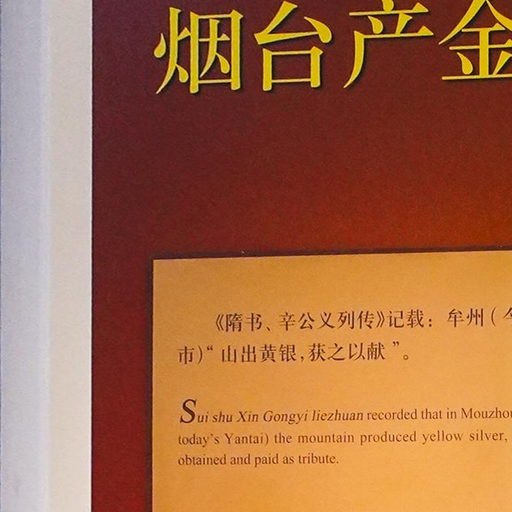 烟台产金
《隋书、辛公义列传》记载：牟州（今
市）“山出黄银，获之以献”。
Sui shu Xin Gongyi liezhuan recorded that in Mouzhou
today's Yantai) the mountain produced yellow silver,
obtained and paid as tribute.